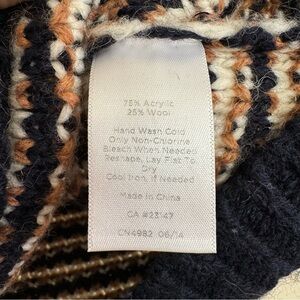 75% Acrylic
25% Wool
Hand Wash Cold
Only Non-Chlorine
Bleach When Needed
Reshape, Lay Flat To
Dry
Cool Iron, If Needed
Made in China
CA #23147
CN4982 06/14